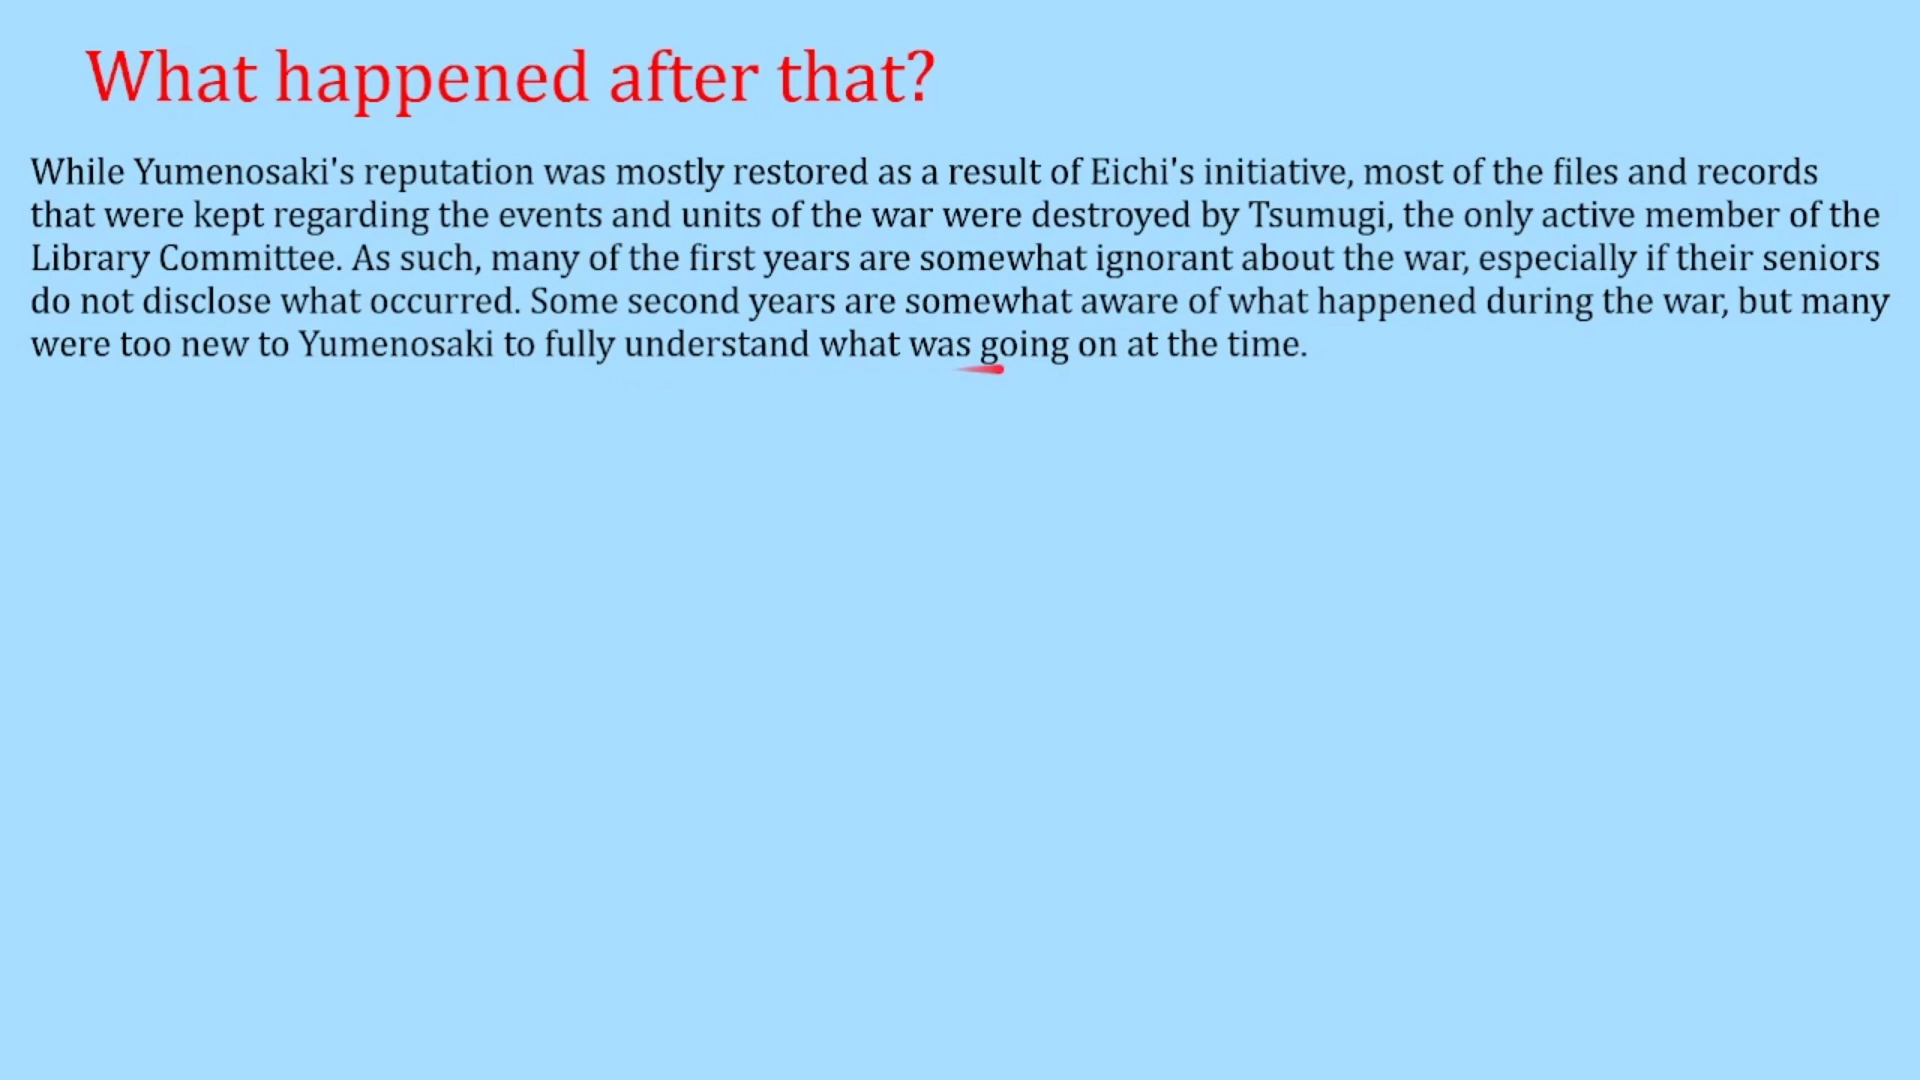 What happened after that?
While Yumenosaki's reputation was mostly restored as a result of Eichi's initiative, most of the files and records
that were kept regarding the events and units of the war were destroyed by Tsumugi, the only active member of the
Library Committee. As such, many of the first years are somewhat ignorant about the war, especially if their seniors
do not disclose what occurred. Some second years are somewhat aware of what happened during the war, but many
were too new to Yumenosaki to fully understand what was going on at the time.